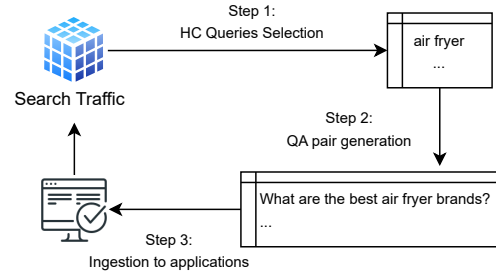 Step 1:
HC Queries Selection
air fryer
...
Search Traffic
Step 2:
QA pair generation
What are the best air fryer brands?
...
Step 3:
Ingestion to applications